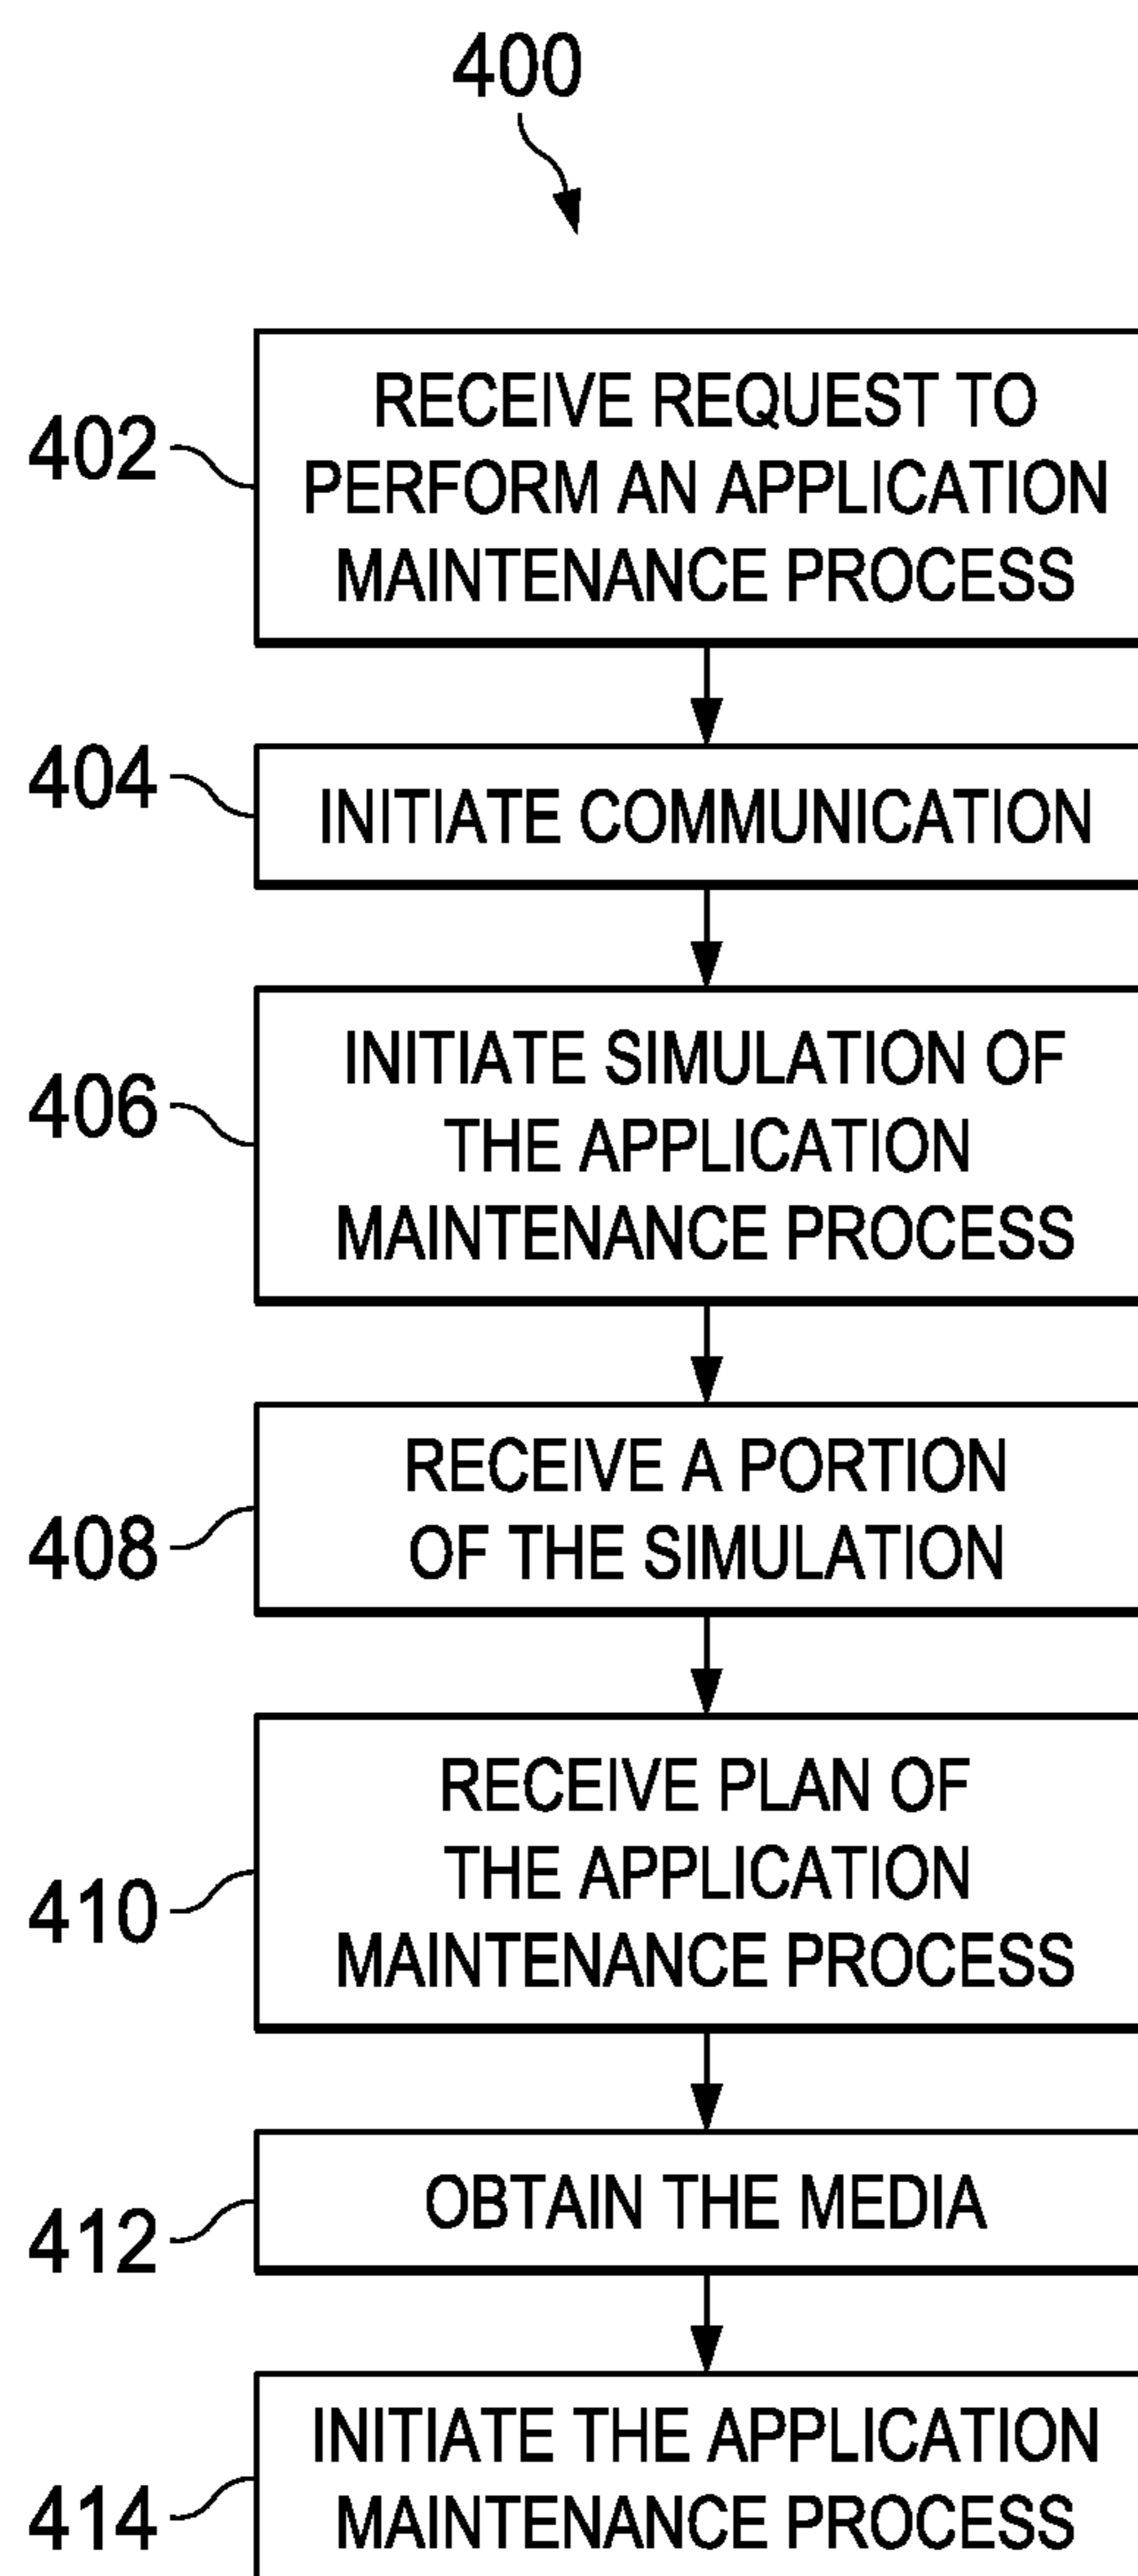 400
402
RECEIVE REQUEST TO
PERFORM AN APPLICATION
MAINTENANCE PROCESS
404
INITIATE COMMUNICATION
406
INITIATE SIMULATION OF
THE APPLICATION
MAINTENANCE PROCESS
408
RECEIVE A PORTION
OF THE SIMULATION
410
RECEIVE PLAN OF
THE APPLICATION
MAINTENANCE PROCESS
412
OBTAIN THE MEDIA
414
INITIATE THE APPLICATION
MAINTENANCE PROCESS